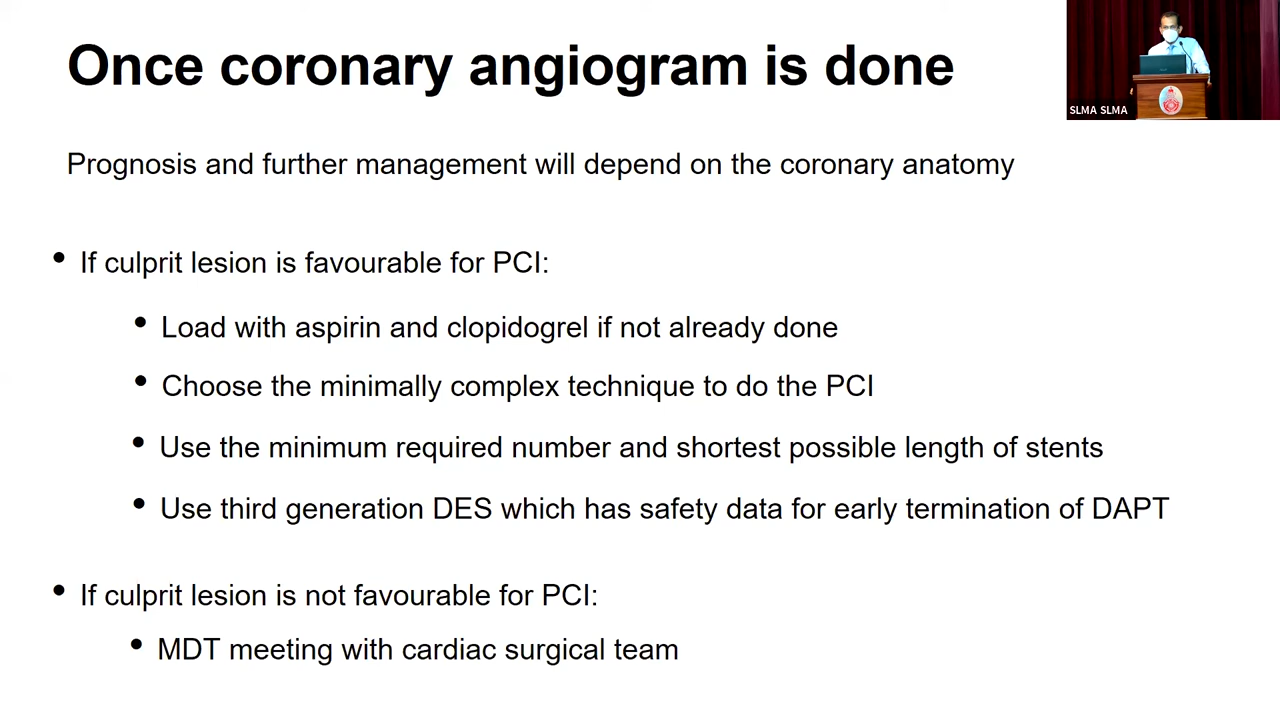 Once coronary angiogram is done
SLMA SLMA
Prognosis and further management will depend on the coronary anatomy
• If culprit lesion is favourable for PCI:
• Load with aspirin and clopidogrel if not already done
• Choose the minimally complex technique to do the PCI
• Use the minimum required number and shortest possible length of stents
• Use third generation DES which has safety data for early termination of DAPT
• If culprit lesion is not favourable for PCI:
• MDT meeting with cardiac surgical team